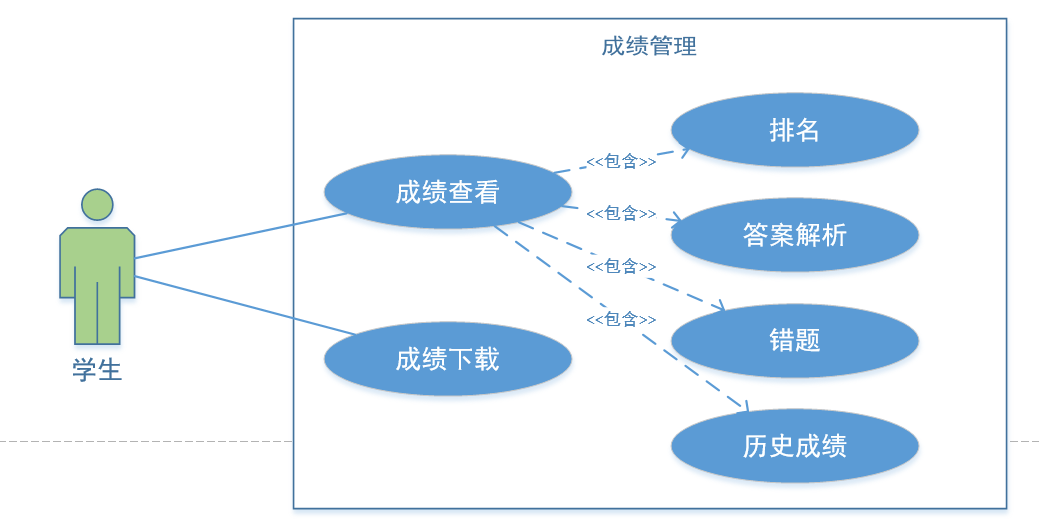 成绩管理
排名
<<包含>>
成绩查看
<<包含>>
答案解析
<<包含>>
<<包含>>
错题
成绩下载
学生
历史成绩